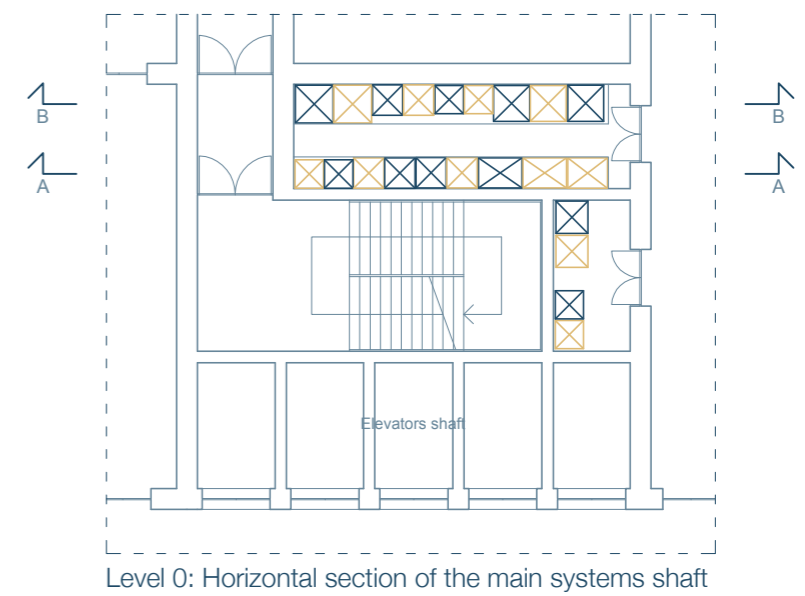 B
B
A
A
Elevators shaft
Level 0: Horizontal section of the main systems shaft